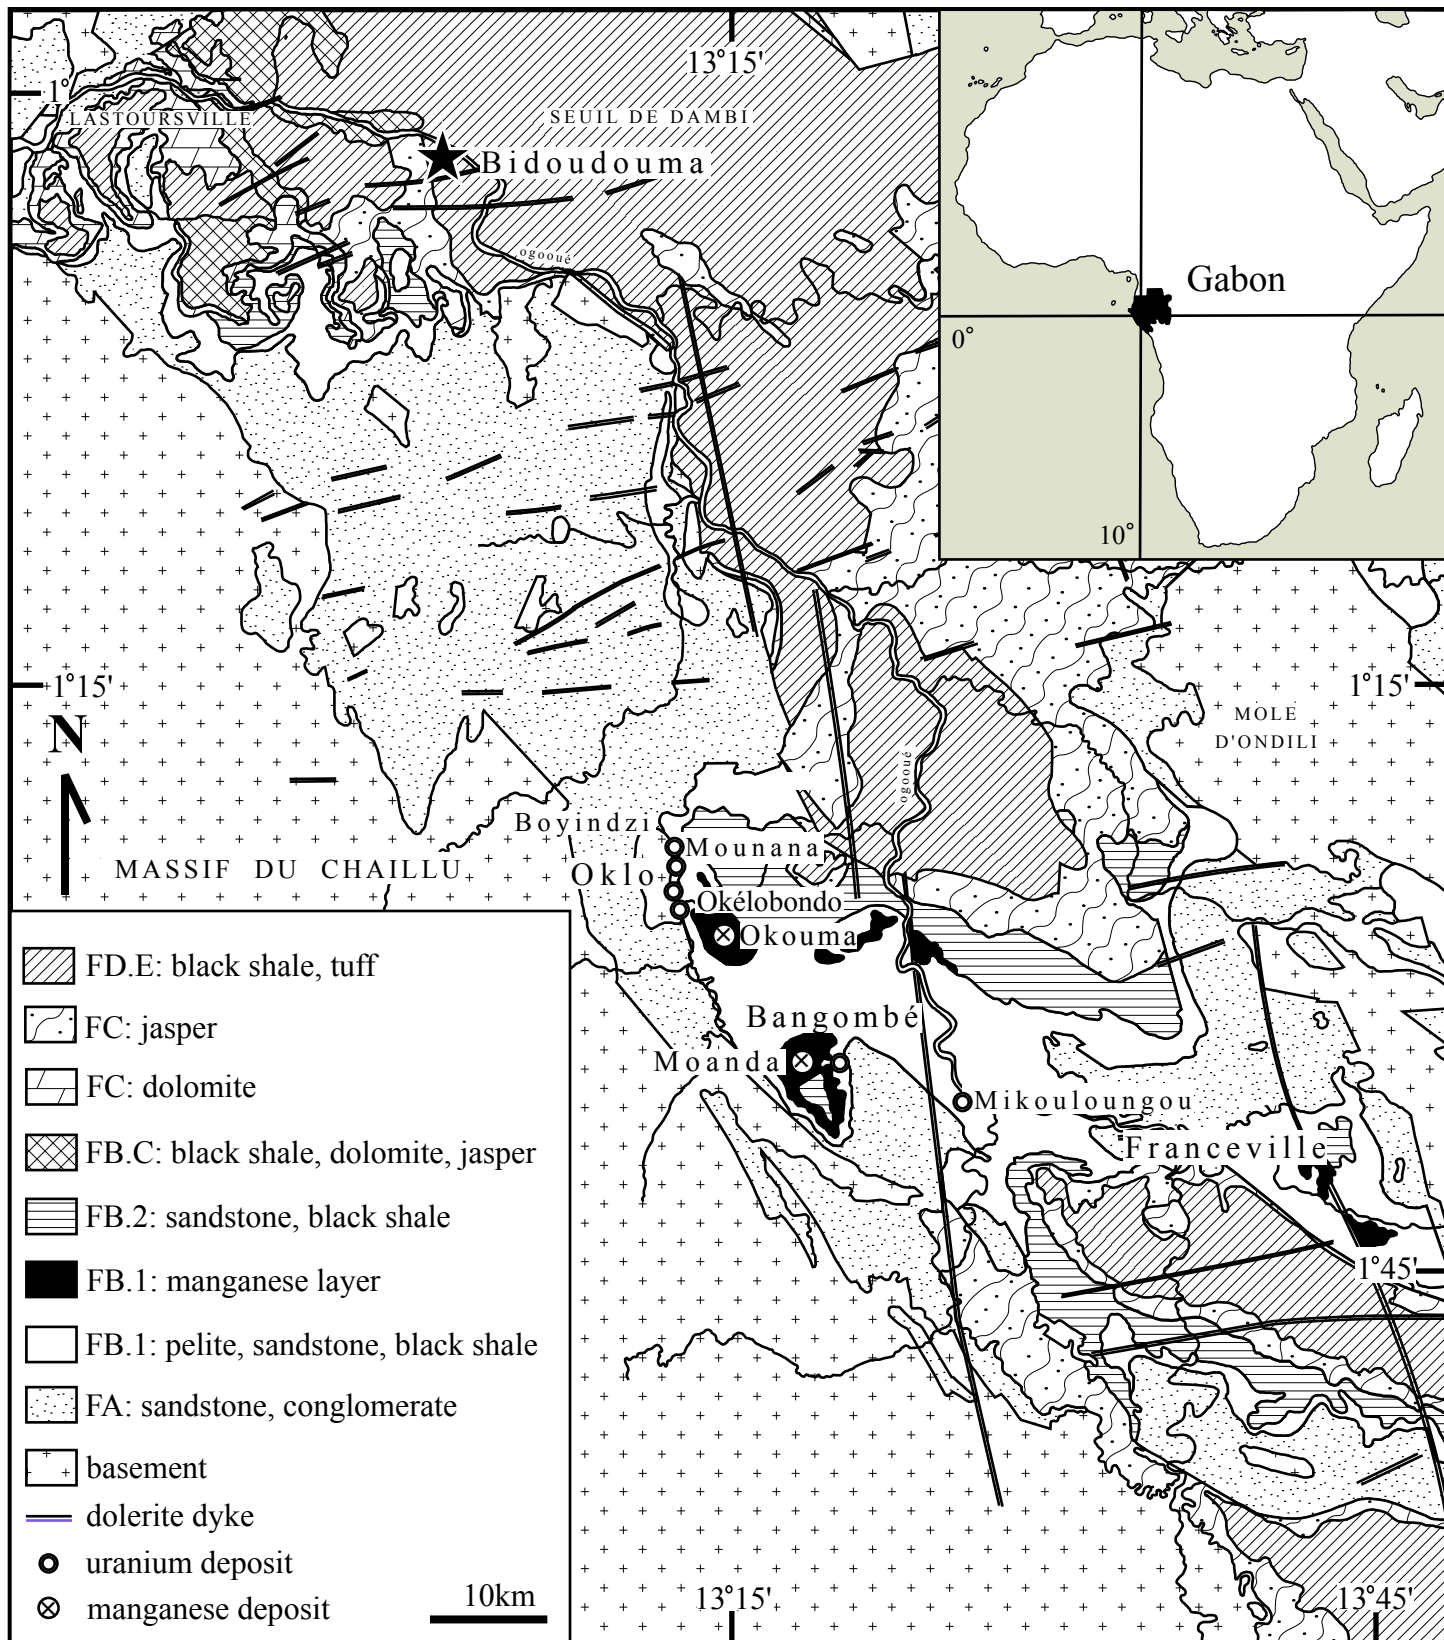 13°15'
1°
LASTOURSVILLE
SEUIL DE DAMBI
Bidoudouma
ogooué
Gabon
0°
10°
1°15'
1°15'
N
MOLE
D'ONDILI
ogooué
Boyindzi
Mounana
MASSIF DU CHAILLU
Oklo
Okélobondo
Okouma
Bangombé
Moanda
Mikouloungou
Franceville
1°45'
FD.E: black shale, tuff
FC: jasper
FC: dolomite
FB.C: black shale, dolomite, jasper
FB.2: sandstone, black shale
FB.1: manganese layer
FB.1: pelite, sandstone, black shale
FA: sandstone, conglomerate
basement
dolerite dyke
uranium deposit
manganese deposit
10km
13°15'
13°45'